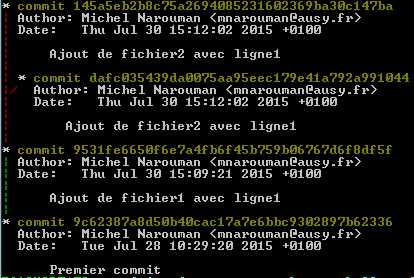 * commit 145a5eb2b8c75a2694085231602369ba30c147ba
| Author: Michel Narouman <mnarouman@ausy.fr>
| Date:   Thu Jul 30 15:12:02 2015 +0100
|
|     Ajout de fichier2 avec ligne1
|
| * commit dafc035439da0075aa95eec179e41a792a991044
|/  Author: Michel Narouman <mnarouman@ausy.fr>
|   Date:   Thu Jul 30 15:12:02 2015 +0100
|
|       Ajout de fichier2 avec ligne1
|
* commit 9531fe6650f6e7a4fb6f45b759b06767d6f8df5f
| Author: Michel Narouman <mnarouman@ausy.fr>
| Date:   Thu Jul 30 15:09:21 2015 +0100
|
|     Ajout de fichier1 avec ligne1
|
* commit 9c62387a8d50b40cac17a7e6bbc9302897b62336
Author: Michel Narouman <mnarouman@ausy.fr>
Date:   Tue Jul 28 10:29:20 2015 +0100
Premier commit